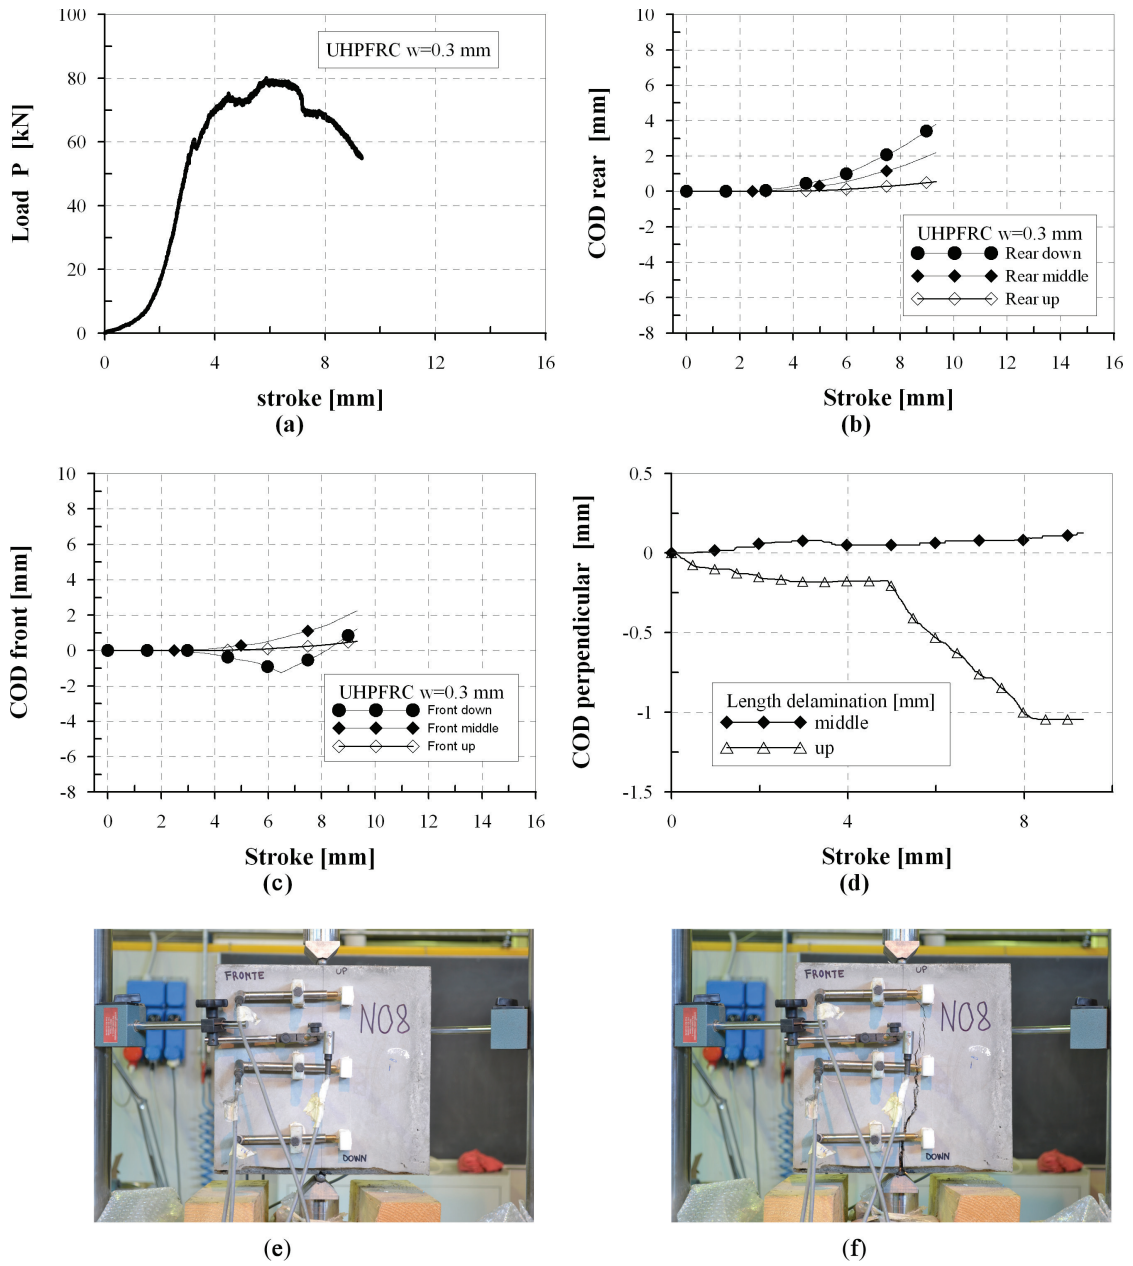 100
80
60
40
20
0
Load P [kN]
UHPFRC w=0.3 mm
0 4 8 12 16
stroke [mm]
(a)
10
8
6
4
2
0
-2
-4
-6
-8
COD rear [mm]
UHPFRC w=0.3 mm
Rear down
Rear middle
Rear up
0 2 4 6 8 10 12 14 16
Stroke [mm]
(b)
10
8
6
4
2
0
-2
-4
-6
-8
COD front [mm]
UHPFRC w=0.3 mm
Front down
Front middle
Front up
0 2 4 6 8 10 12 14 16
Stroke [mm]
(c)
0.5
0
-0.5
-1
-1.5
COD perpendicular [mm]
Length delamination [mm]
middle
up
0 4 8
Stroke [mm]
(d)
FRONTE UP
N08
DOWN
(e)
FRONTE UP
N08
DOWN
(f)